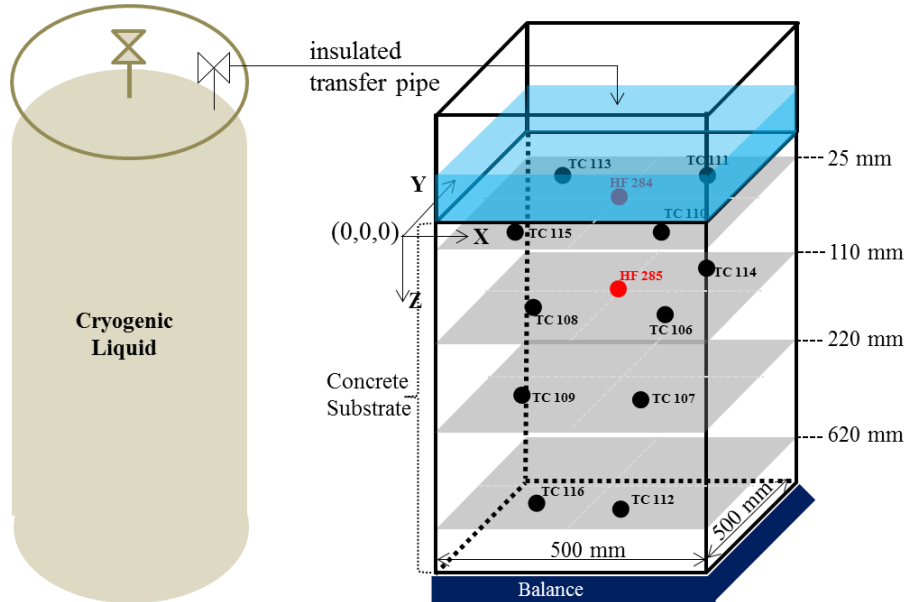 insulated
transfer pipe
25 mm
TC 113
TC 111
HF 284
Y
TC 110
(0,0,0)
X
TC 115
110 mm
TC 114
HF 285
Z
TC 108
TC 106
Cryogenic
Liquid
220 mm
Concrete
Substrate
TC 109
TC 107
620 mm
TC 116
TC 112
500 mm
500 mm
Balance